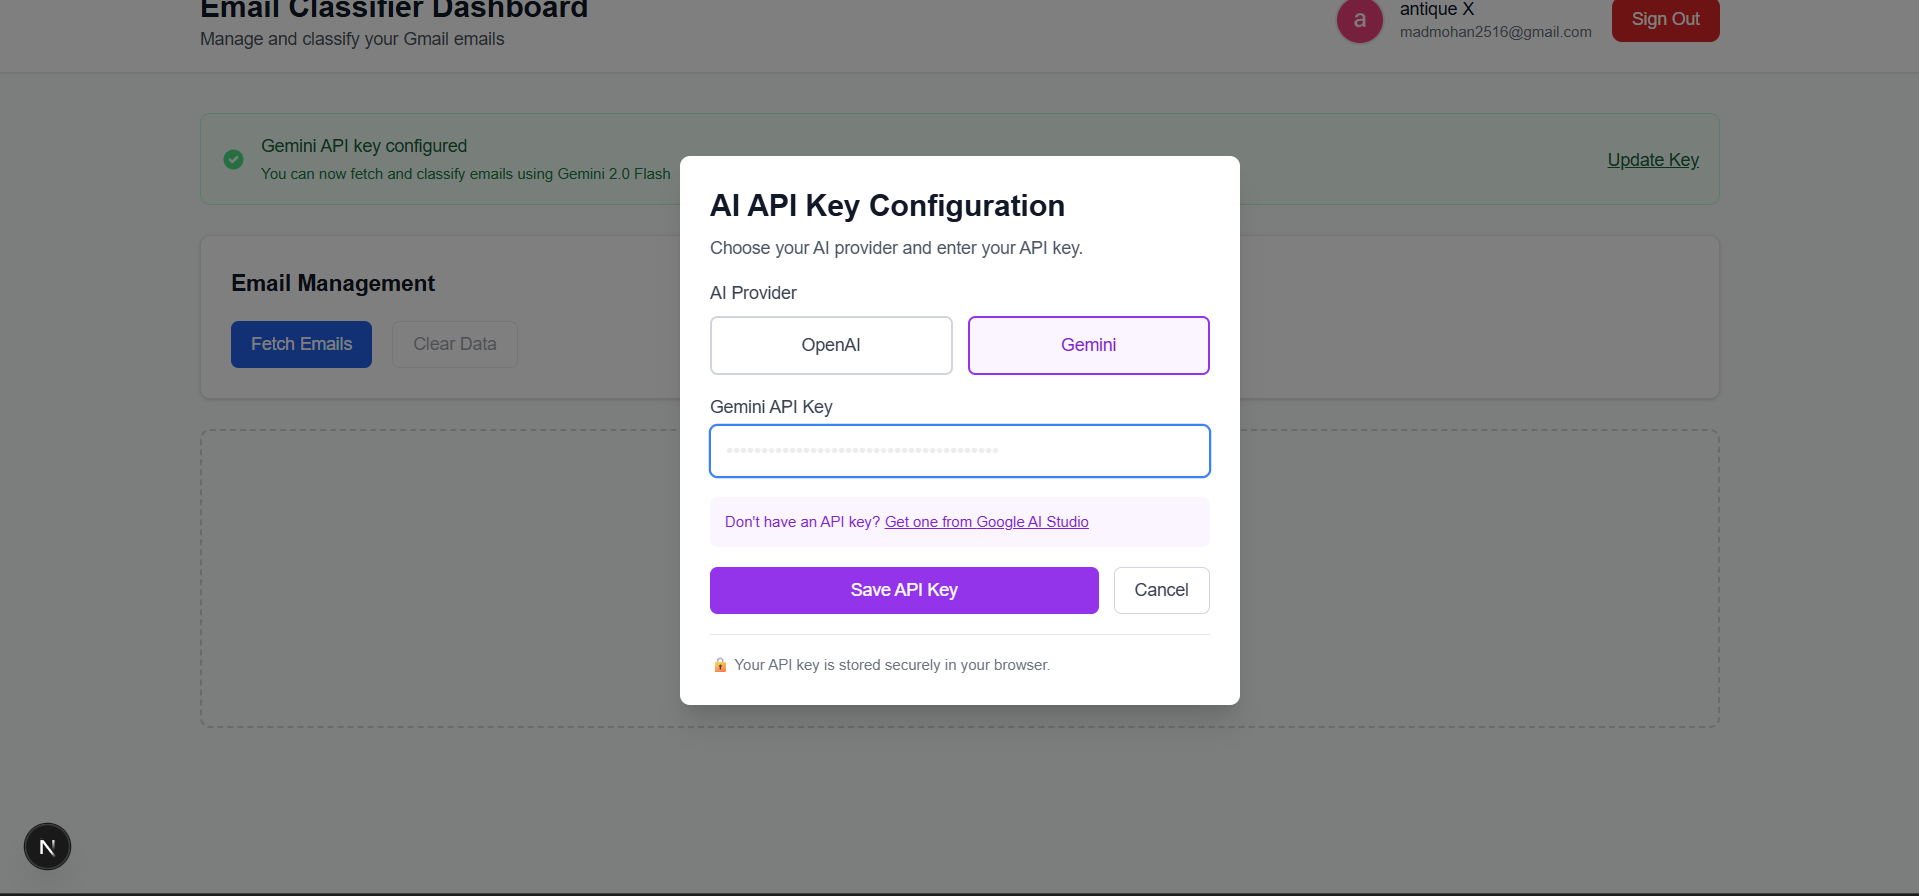 Email Classifier Dashboard
Manage and classify your Gmail emails
a
antique X
madmohan2516@gmail.com
Sign Out
Gemini API key configured
You can now fetch and classify emails using Gemini 2.0 Flash
Update Key
Email Management
Fetch Emails
Clear Data
AI API Key Configuration
Choose your AI provider and enter your API key.
AI Provider
OpenAI
Gemini
Gemini API Key
Don't have an API key? Get one from Google AI Studio
Save API Key
Cancel
🔒 Your API key is stored securely in your browser.
N